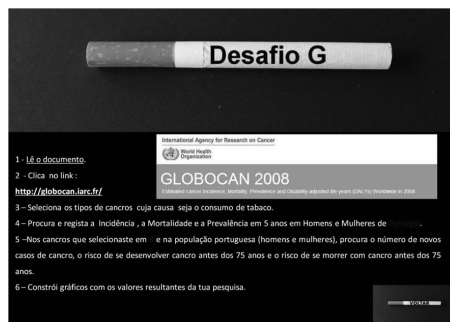 Desafio G
International Agency for Research on Cancer
World Health
Organization
GLOBOCAN 2008
Estimated cancer Incidence, Mortality, Prevalence and Disability-adjusted life-years (DALYs) Worldwide in 2008
1 - Lê o documento.
2 - Clica no link :
http://globocan.iarc.fr/
3 – Seleciona os tipos de cancros cuja causa seja o consumo de tabaco.
4 – Procura e regista a Incidência , a Mortalidade e a Prevalência em 5 anos em Homens e Mulheres de Portugal.
5 –Nos cancros que selecionaste em e na população portuguesa (homens e mulheres), procura o número de novos
casos de cancro, o risco de se desenvolver cancro antes dos 75 anos e o risco de se morrer com cancro antes dos 75
anos.
6 – Constrói gráficos com os valores resultantes da tua pesquisa.
VOLTAR